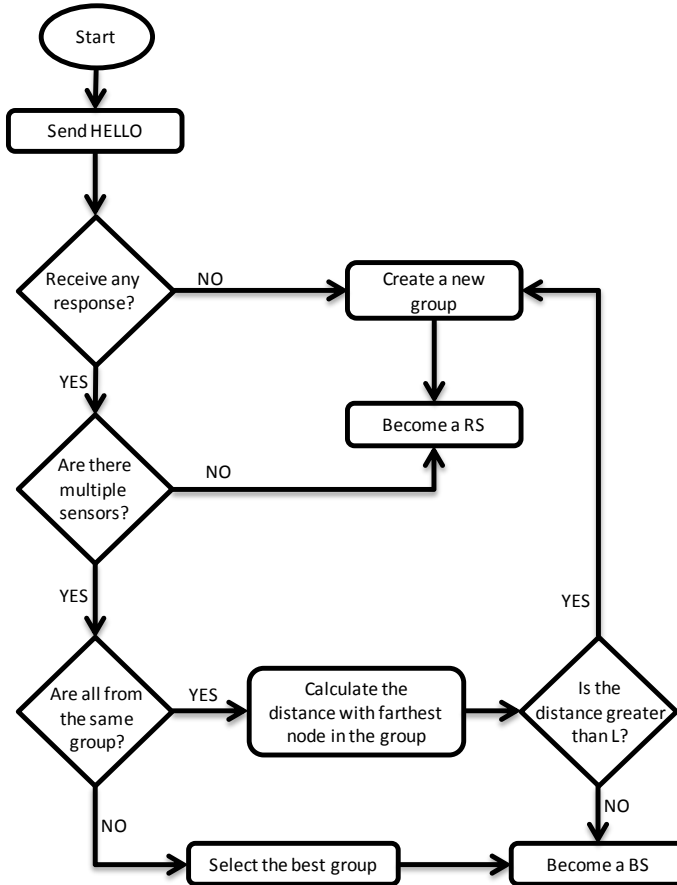 Start
Send HELLO
Receive any
response?
NO
Create a new
group
YES
Become a RS
Are there
multiple
sensors?
NO
YES
YES
Are all from
the same
group?
YES
Calculate the
distance with farthest
node in the group
Is the
distance greater
than L?
NO
NO
Select the best group
Become a BS